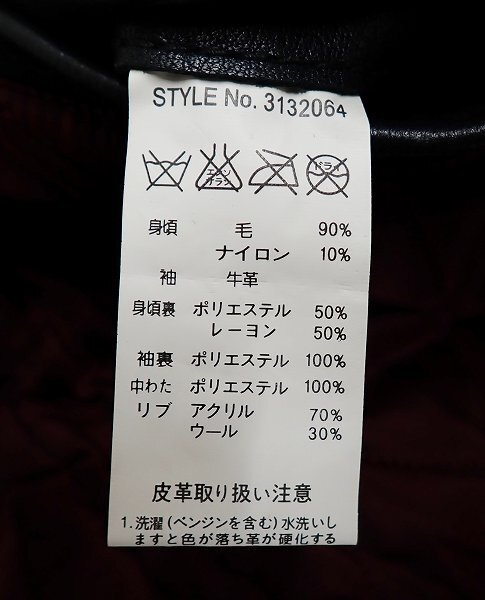 STYLE No. 3132064
エンソ
サラシ
ドライ
身頃 毛 90%
ナイロン 10%
袖 牛革
身頃裏 ポリエステル 50%
レーヨン 50%
袖裏 ポリエステル 100%
中わた ポリエステル 100%
リブ アクリル 70%
ウール 30%
皮革取り扱い注意
1.洗濯(ベンジンを含む)水洗いし
ますと色が落ち革が硬化する